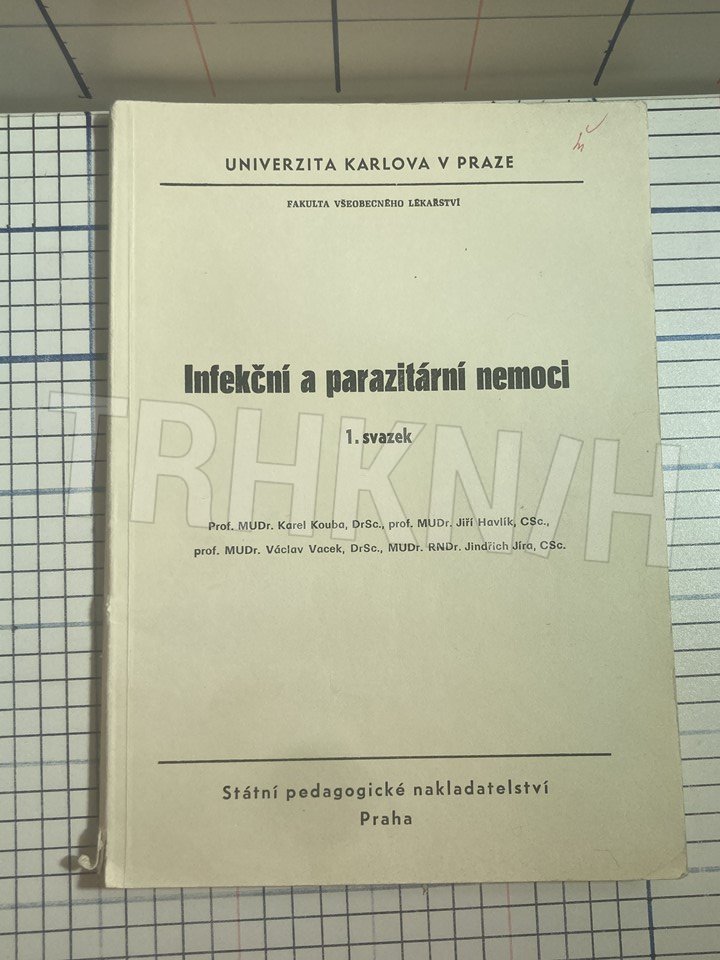 UNIVERZITA KARLOVA V PRAZE
FAKULTA VŠEOBECNÉHO LÉKAŘSTVÍ
Infekční a parazitární nemoci
1. svazek
Prof. MUDr. Karel Kouba, DrSc., prof. MUDr. Jiří Havlík, CSc.,
prof. MUDr. Václav Vacek, DrSc., MUDr. RNDr. Jindřich Jíra, CSc.
Státní pedagogické nakladatelství
Praha
TRHKNIH